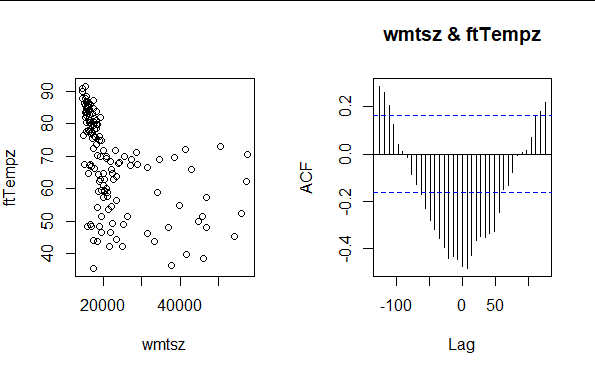 wmtsz & ftTempz
ftTempz
40 50 60 70 80 90
20000 40000
wmtsz
ACF
-0.4 -0.2 0.0 0.2
-100 0 50
Lag